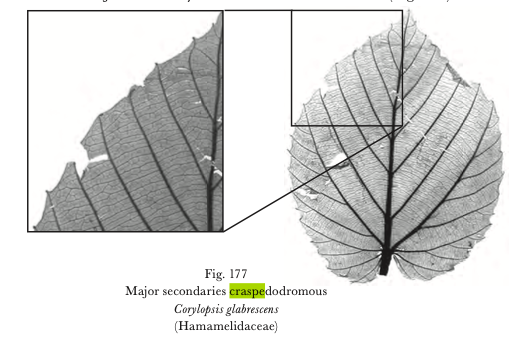 Fig. 177
Major secondaries craspedodromous
Corylopsis glabrescens
(Hamamelidaceae)